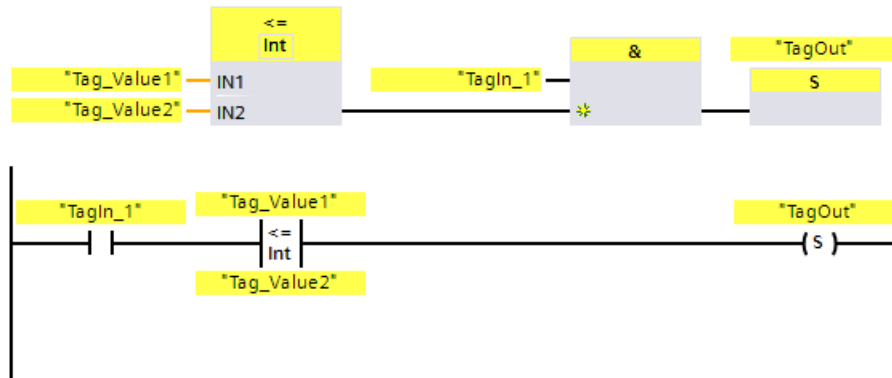 <=
Int
&
"TagOut"
"Tag_Value1"
IN1
"TagIn_1"
S
"Tag_Value2"
IN2
"TagIn_1"
"Tag_Value1"
"TagOut"
<=
Int
S
"Tag_Value2"